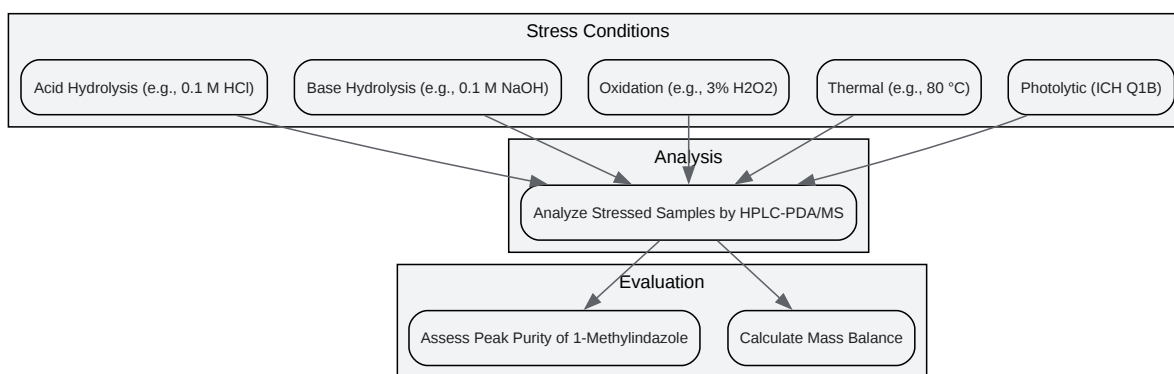 Stress Conditions
Acid Hydrolysis (e.g., 0.1 M HCl)
Base Hydrolysis (e.g., 0.1 M NaOH)
Oxidation (e.g., 3% H2O2)
Thermal (e.g., 80 °C)
Photolytic (ICH Q1B)
Analysis
Analyze Stressed Samples by HPLC-PDA/MS
Evaluation
Assess Peak Purity of 1-Methylindazole
Calculate Mass Balance